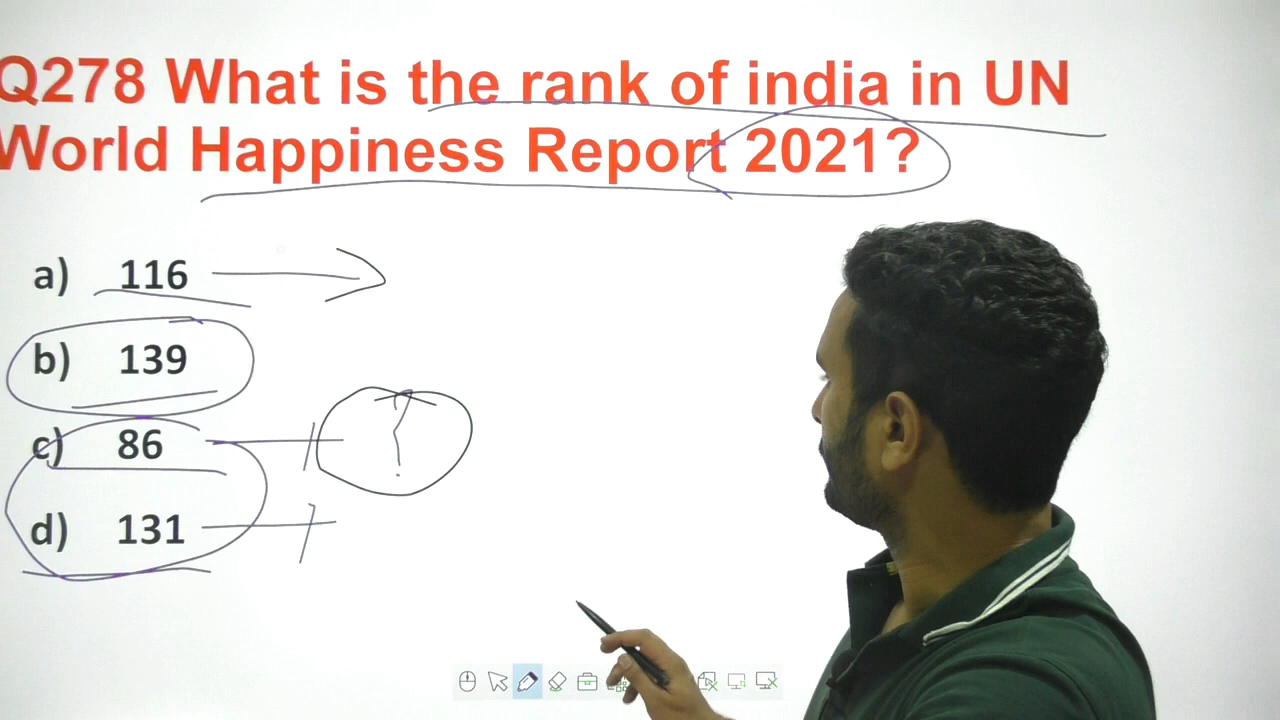 Q278 What is the rank of india in UN
World Happiness Report 2021?
a) 116
b) 139
c) 86
?
d) 131